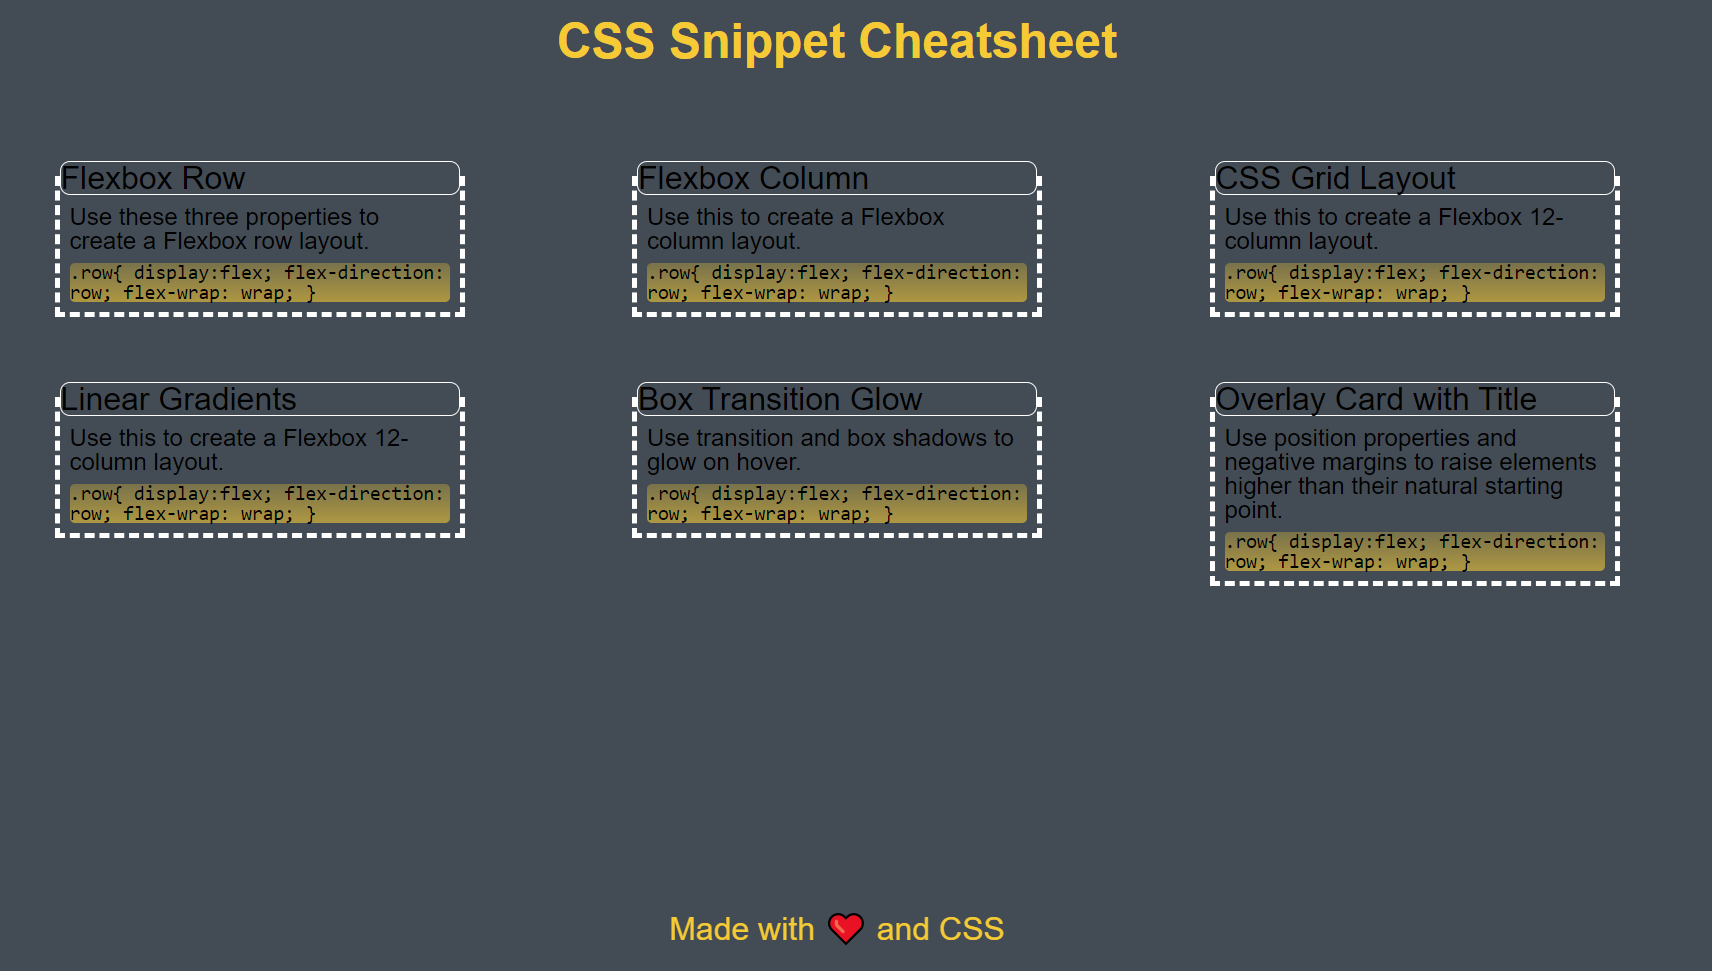 CSS Snippet Cheatsheet
Flexbox Row
Use these three properties to
create a Flexbox row layout.
.row{ display:flex; flex-direction:
row; flex-wrap: wrap; }
Flexbox Column
Use this to create a Flexbox
column layout.
.row{ display:flex; flex-direction:
row; flex-wrap: wrap; }
CSS Grid Layout
Use this to create a Flexbox 12-
column layout.
.row{ display:flex; flex-direction:
row; flex-wrap: wrap; }
Linear Gradients
Use this to create a Flexbox 12-
column layout.
.row{ display:flex; flex-direction:
row; flex-wrap: wrap; }
Box Transition Glow
Use transition and box shadows to
glow on hover.
.row{ display:flex; flex-direction:
row; flex-wrap: wrap; }
Overlay Card with Title
Use position properties and
negative margins to raise elements
higher than their natural starting
point.
.row{ display:flex; flex-direction:
row; flex-wrap: wrap; }
Made with ❤️ and CSS